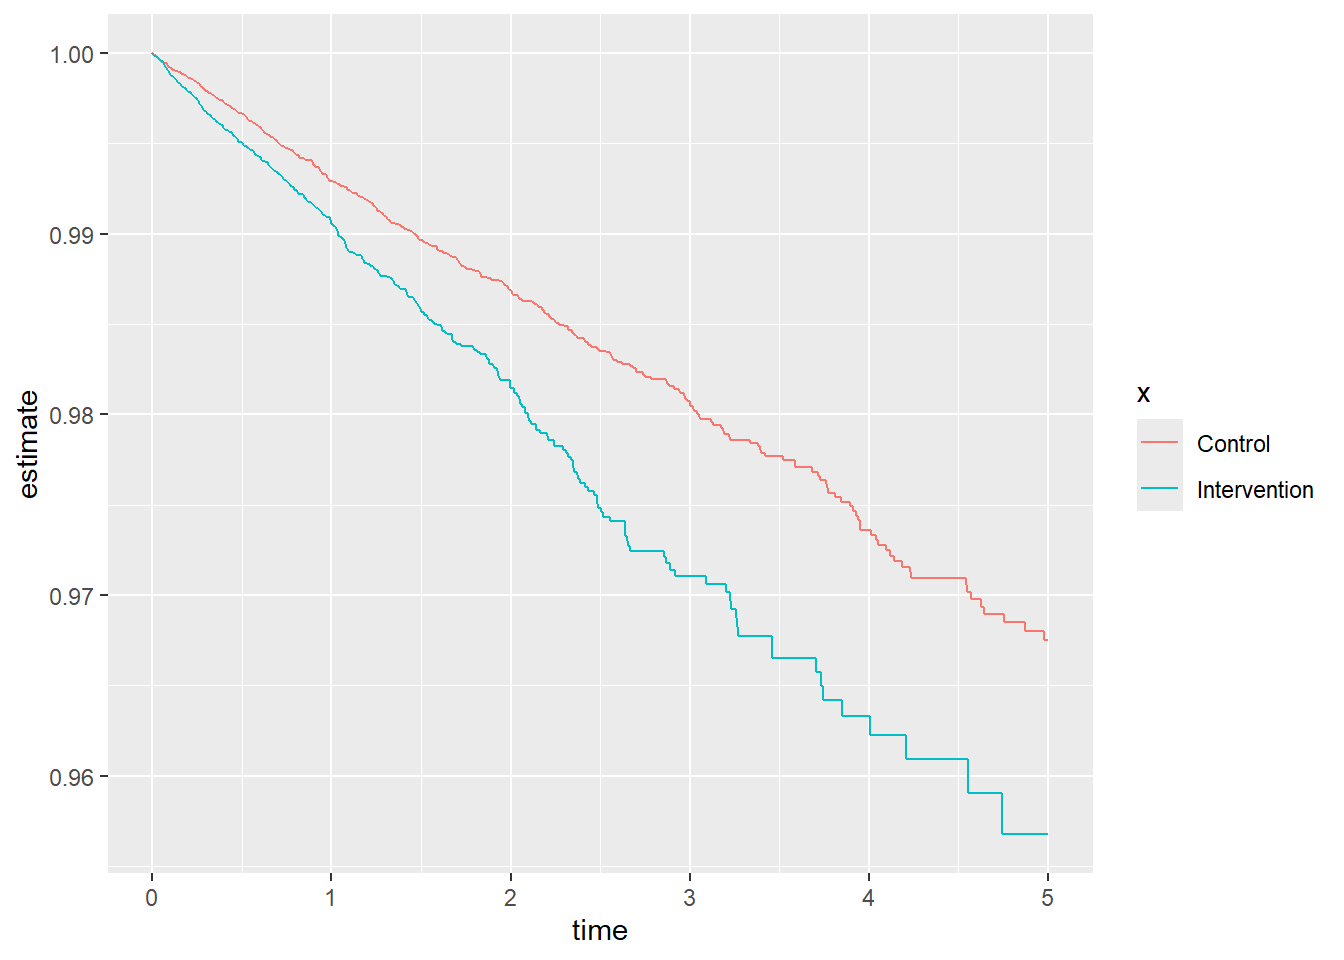 1.00
0.99
0.98
0.97
0.96
estimate
0 1 2 3 4 5
time
x
Control
Intervention